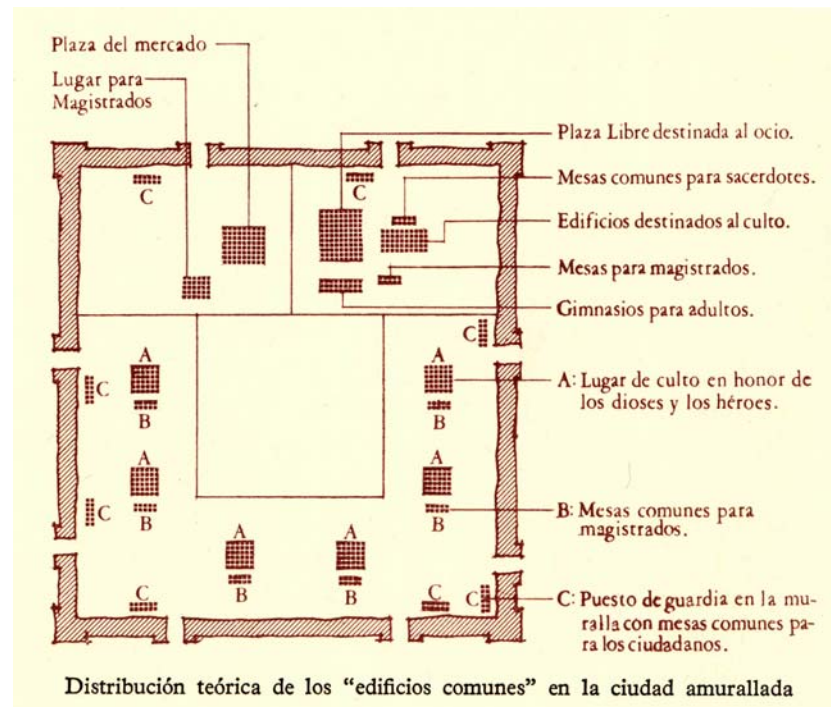 Plaza del mercado
Lugar para
Magistrados
Plaza Libre destinada al ocio.
Mesas comunes para sacerdotes.
Edificios destinados al culto.
Mesas para magistrados.
Gimnasios para adultos.
C
C
C
A
A
C
B
B
A: Lugar de culto en honor de
los dioses y los héroes.
A
A
C
B
B
B: Mesas comunes para
magistrados.
A
A
B
B
C
C
C
C: Puesto de guardia en la mu-
ralla con mesas comunes pa-
ra los ciudadanos.
Distribución teórica de los "edificios comunes" en la ciudad amurallada